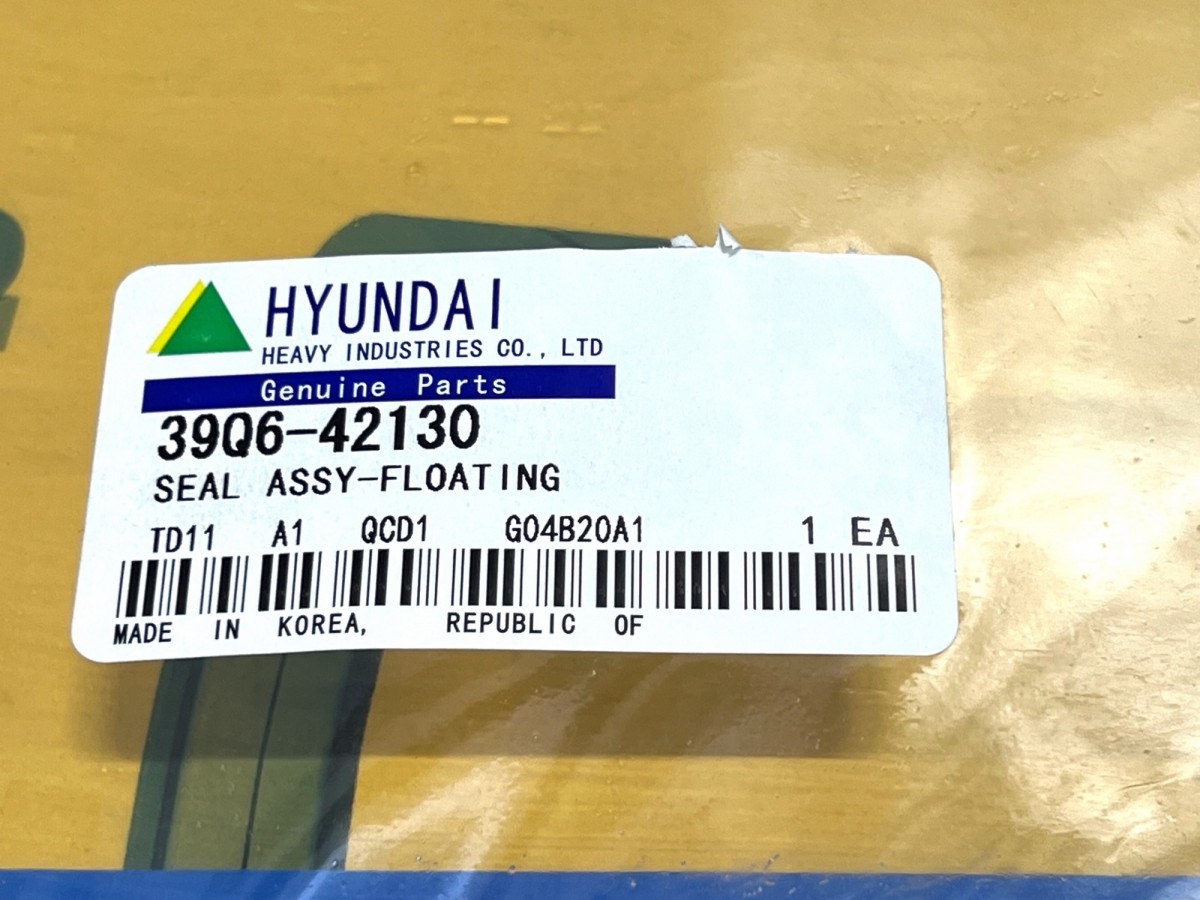 HYUNDAI
HEAVY INDUSTRIES CO., LTD
Genuine Parts
39Q6-42130
SEAL ASSY-FLOATING
TD11 A1 QCD1 G04B20A1 1 EA
MADE IN KOREA, REPUBLIC OF